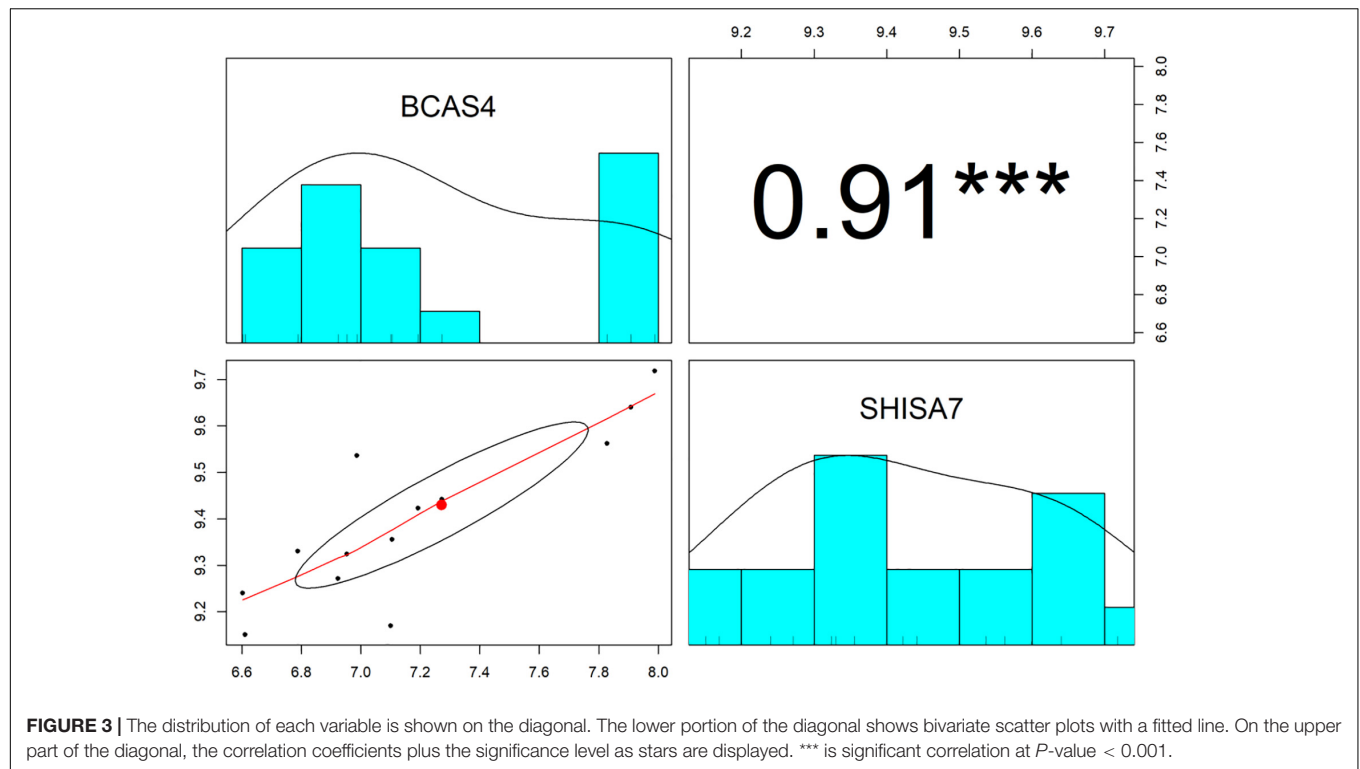 9.2 9.3 9.4 9.5 9.6 9.7
BCAS4
0.91***
8.0
7.8
7.6
7.4
7.2
7.0
6.8
6.6
9.7
9.6
9.5
9.4
9.3
9.2
SHISA7
6.6 6.8 7.0 7.2 7.4 7.6 7.8 8.0
FIGURE 3 | The distribution of each variable is shown on the diagonal. The lower portion of the diagonal shows bivariate scatter plots with a fitted line. On the upper
part of the diagonal, the correlation coefficients plus the significance level as stars are displayed. *** is significant correlation at P-value < 0.001.